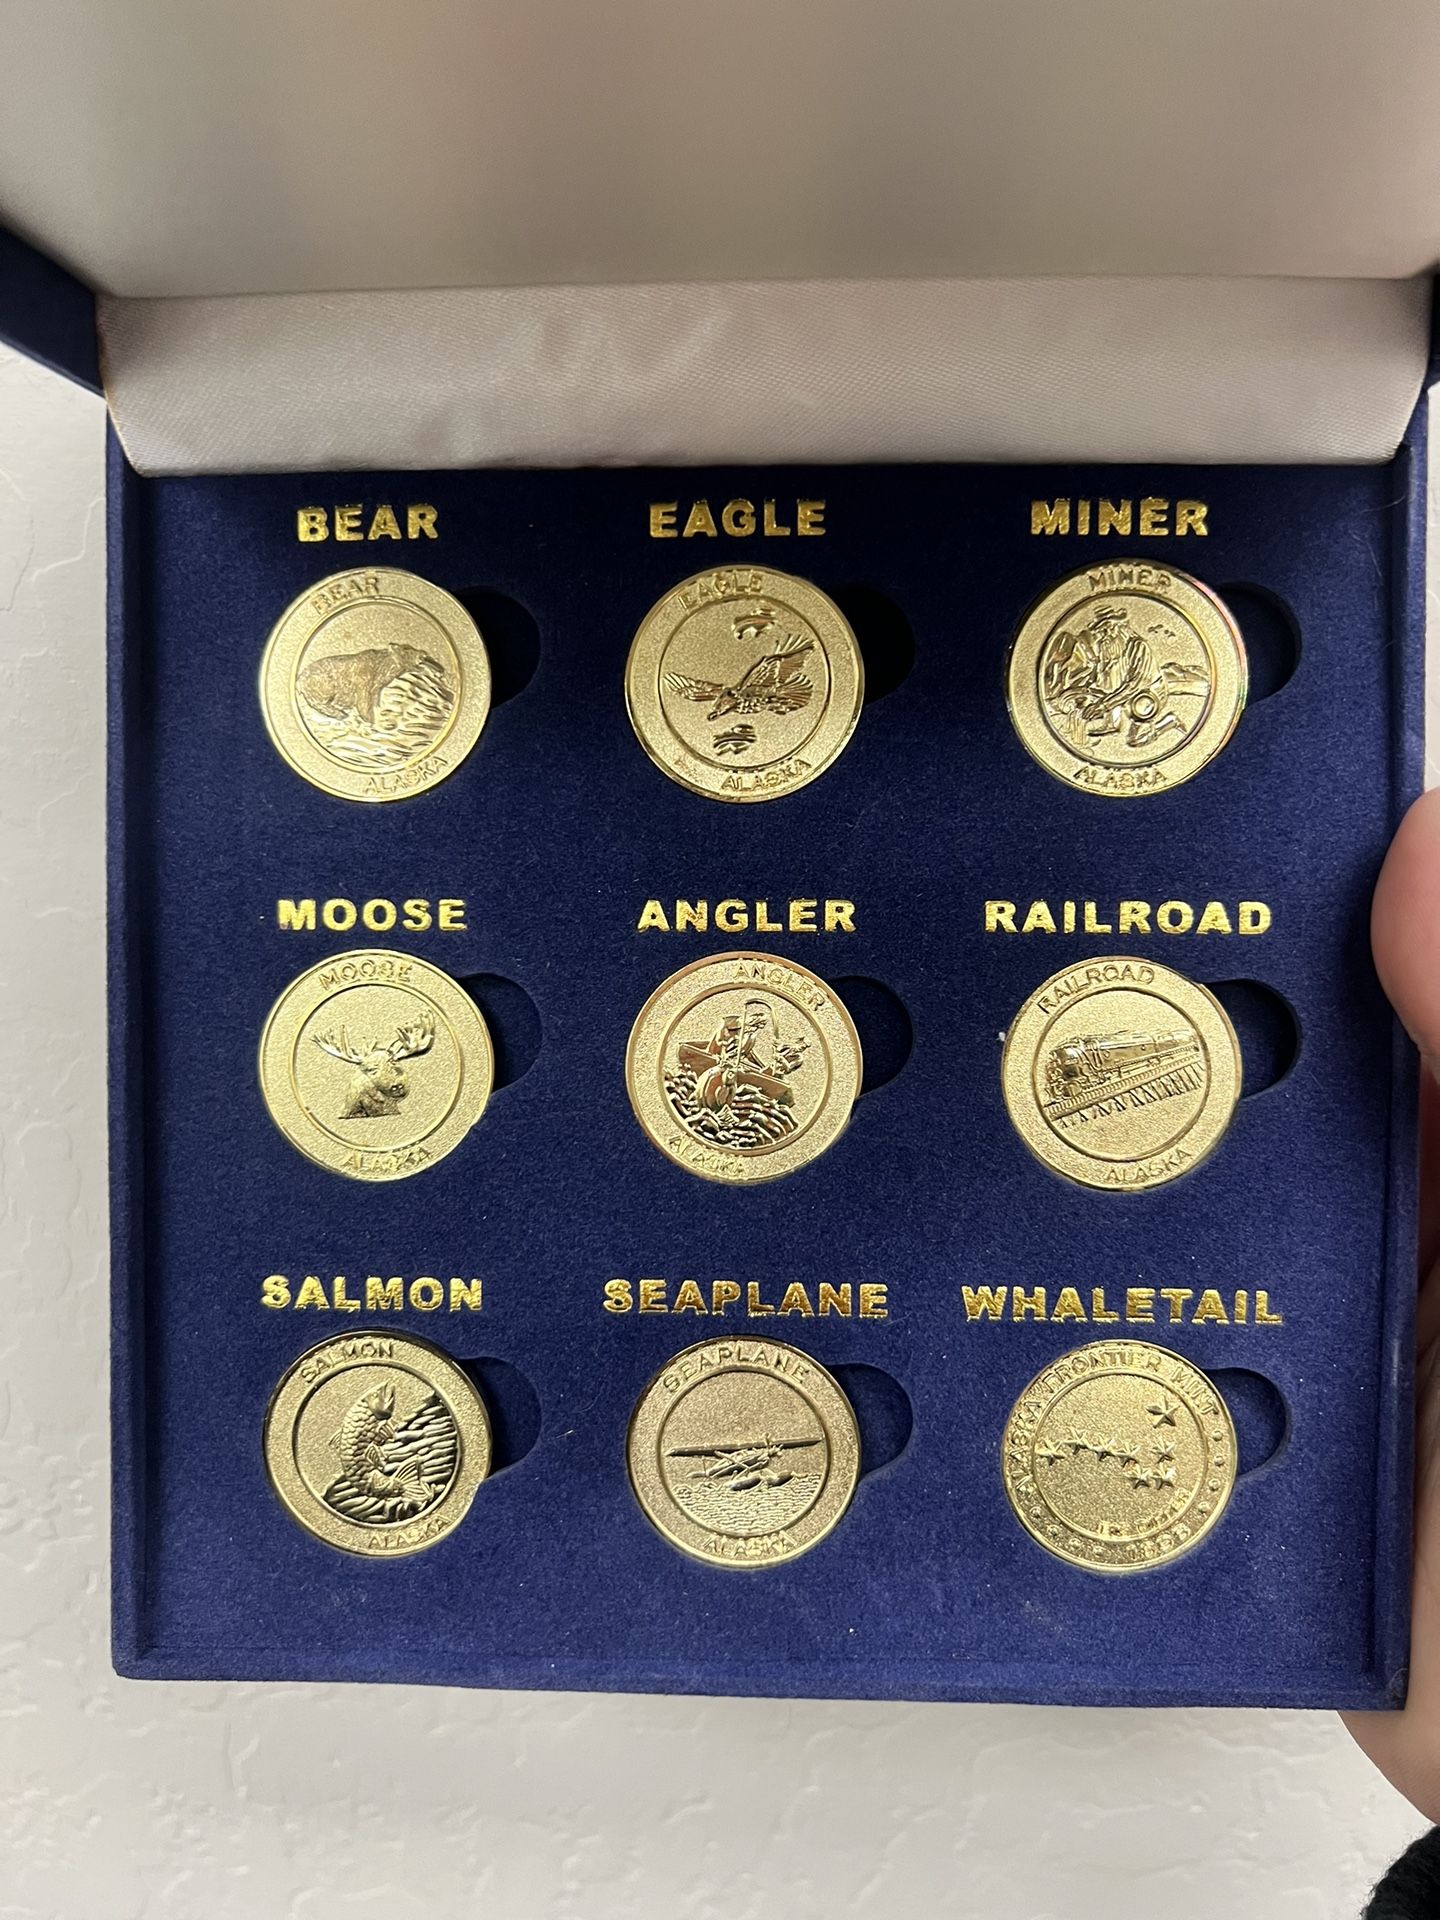 BEAR
EAGLE
MINER
BEAR
ALASKA
EAGLE
ALASKA
MINER
ALASKA
MOOSE
ANGLER
RAILROAD
MOOSE
ALASKA
ANGLER
ALASKA
RAILROAD
ALASKA
SALMON
SEAPLANE
WHALETAIL
SALMON
ALASKA
SEAPLANE
ALASKA
ALASKA FRONTIER MINT